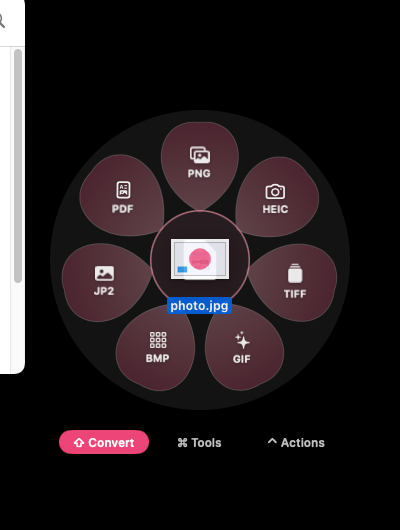 PNG
PDF
HEIC
JP2
TIFF
photo.jpg
BMP
GIF
⇧ Convert
⌘ Tools
⌃ Actions